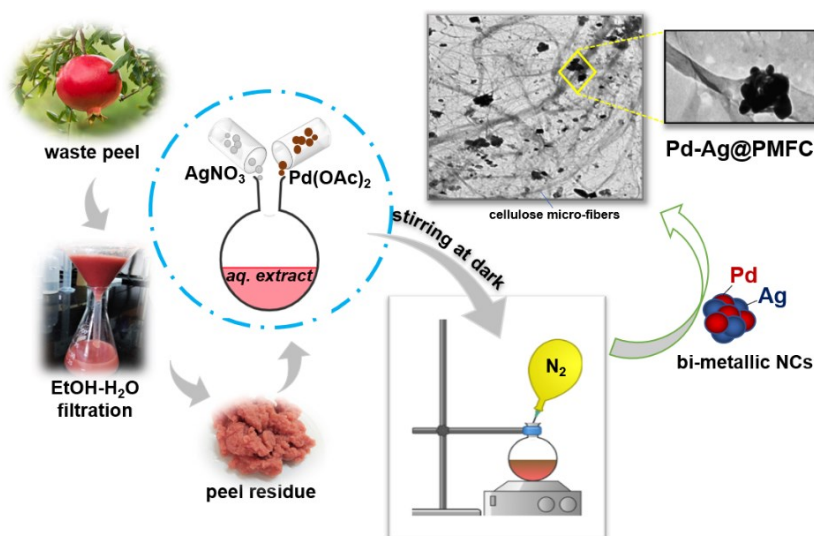 waste peel
EtOH-H₂O
filtration
peel residue
AgNO₃
Pd(OAc)₂
aq. extract
stirring at dark
N₂
Pd
Ag
bi-metallic NCs
cellulose micro-fibers
Pd-Ag@PMFC